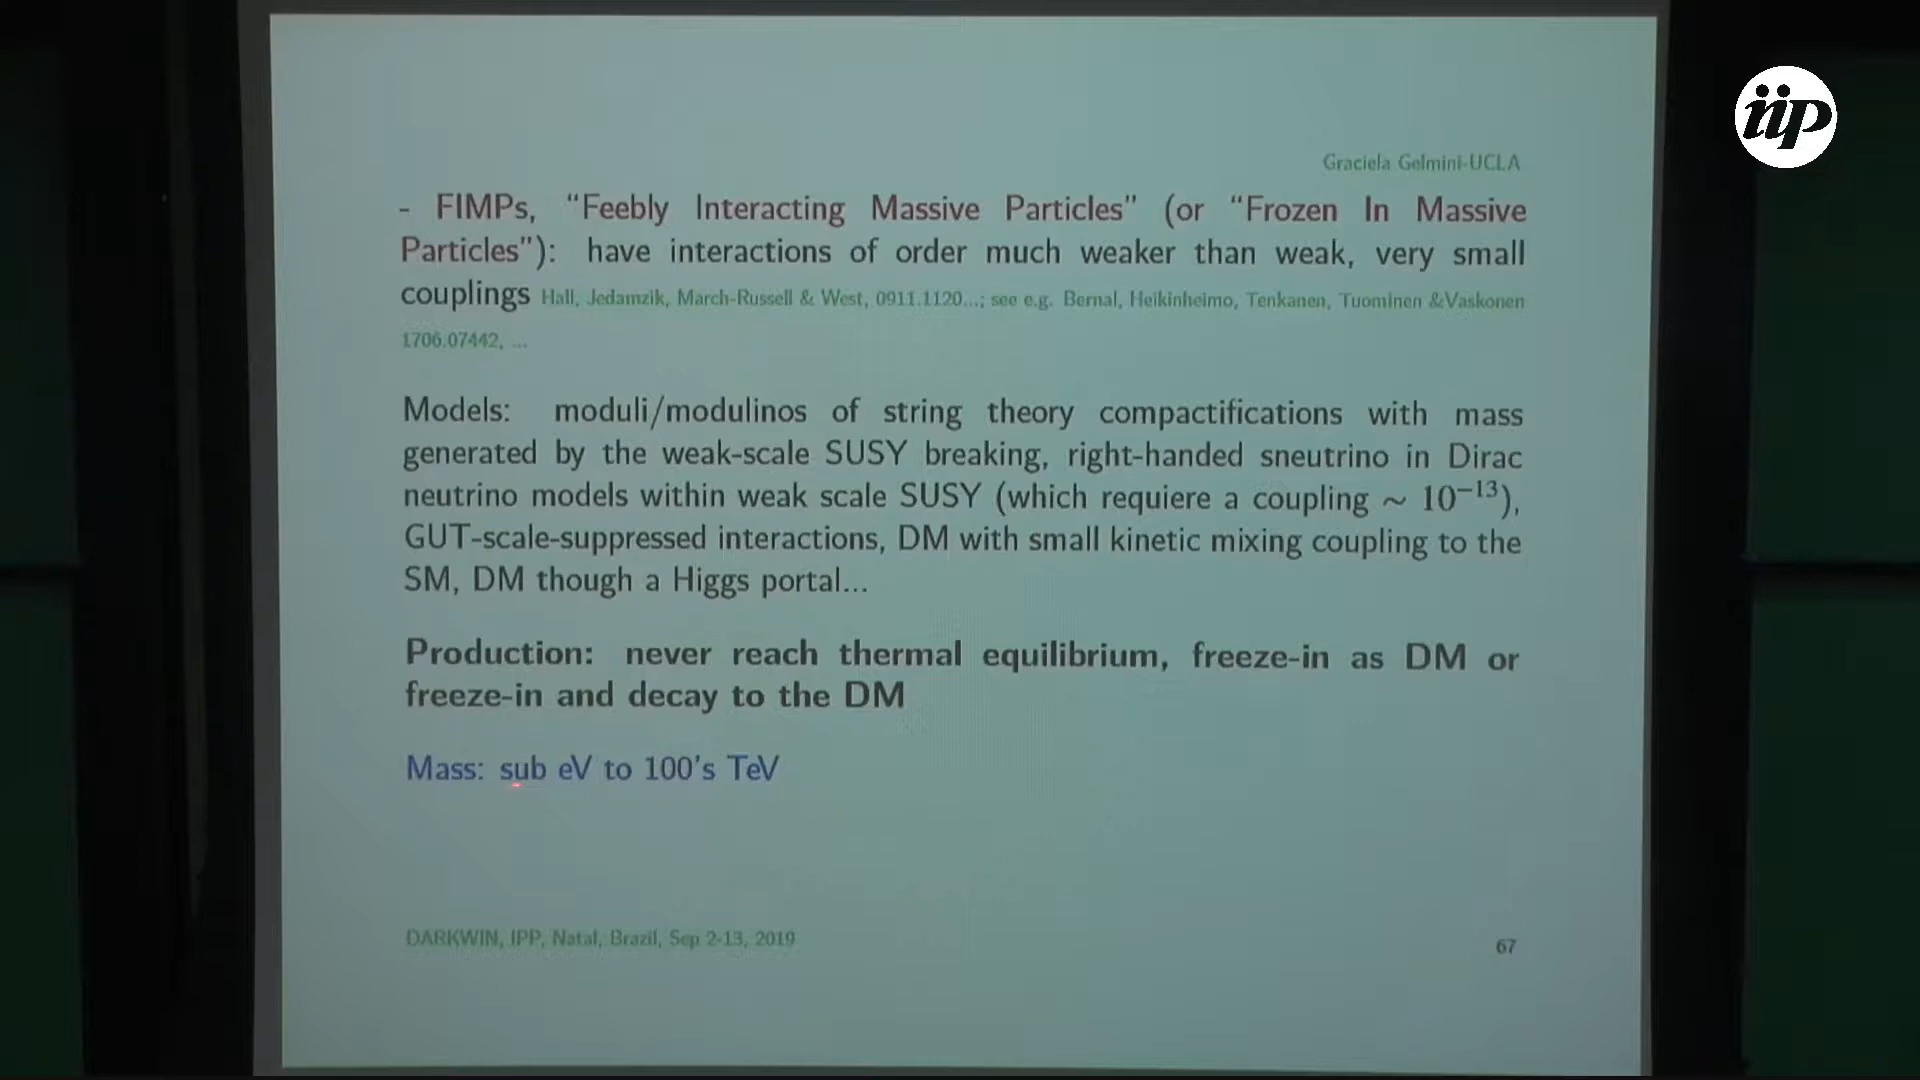 iip
Graciela Gelmini-UCLA
- FIMPs, “Feebly Interacting Massive Particles” (or “Frozen In Massive
Particles”): have interactions of order much weaker than weak, very small
couplings Hall, Jedamzik, March-Russell & West, 0911.1120...; see e.g. Bernal, Heikinheimo, Tenkanen, Tuominen &Vaskonen
1706.07442, ...
Models: moduli/modulinos of string theory compactifications with mass
generated by the weak-scale SUSY breaking, right-handed sneutrino in Dirac
neutrino models within weak scale SUSY (which requiere a coupling ∼ 10⁻¹³),
GUT-scale-suppressed interactions, DM with small kinetic mixing coupling to the
SM, DM though a Higgs portal...
Production: never reach thermal equilibrium, freeze-in as DM or
freeze-in and decay to the DM
Mass: sub eV to 100's TeV
DARKWIN, IPP, Natal, Brazil, Sep 2-13, 2019
67